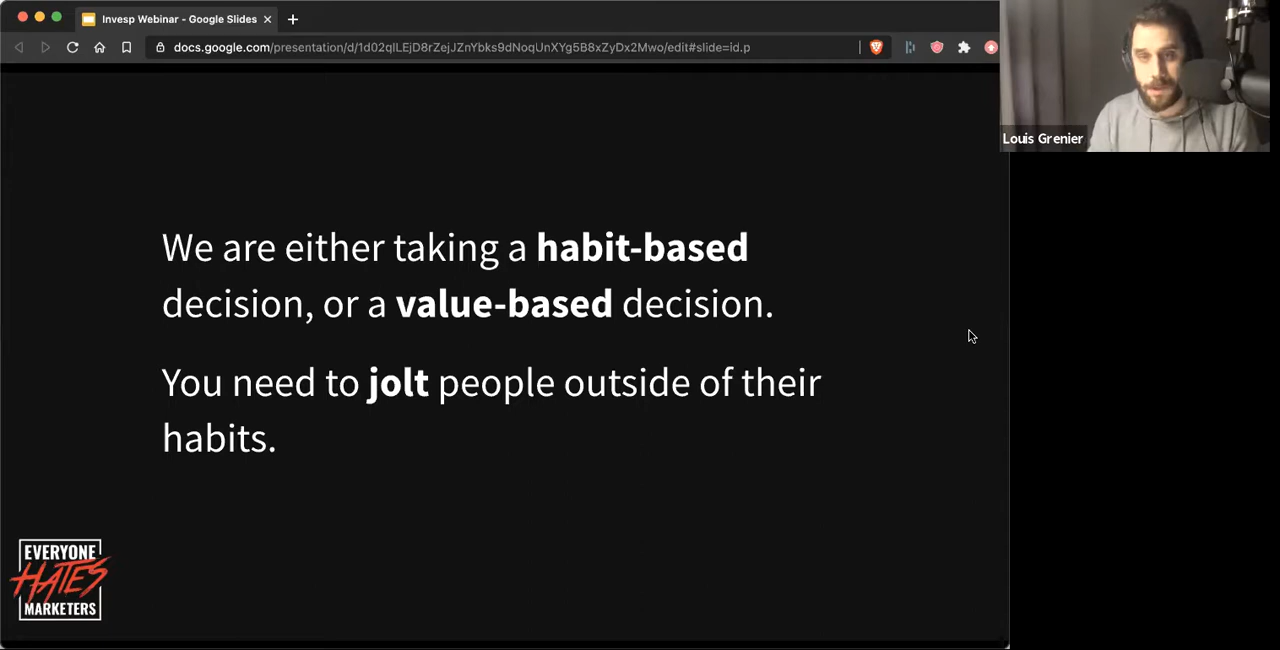 Invesp Webinar - Google Slides
docs.google.com/presentation/d/1d02qlLEjD8rZejJZnYbks9dNoqUnXYg5B8xZyDx2Mwo/edit#slide=id.p
Louis Grenier
We are either taking a habit-based
decision, or a value-based decision.
You need to jolt people outside of their
habits.
EVERYONE
HATES
MARKETERS